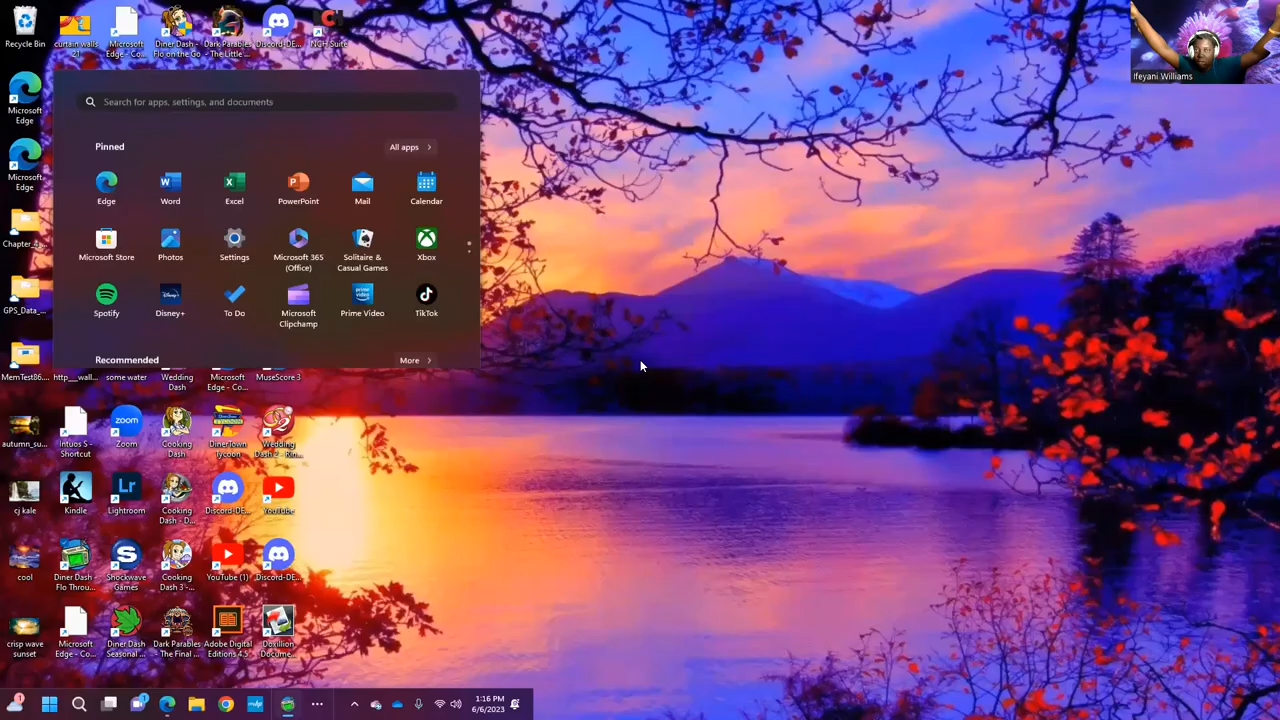 Recycle Bin
curtain walls
21
Microsoft
Edge - Co...
Diner Dash -
Flo on the Go
Dark Parables
- The Little ...
Discord-DE...
NCH Suite
Ifeyani Williams
Microsoft
Edge
Microsoft
Edge
Chapter_4...
GPS_Data_...
MemTest86...
http___wall...
some water
Wedding
Dash
Microsoft
Edge - Co...
MuseScore 3
Search for apps, settings, and documents
Pinned
All apps
Edge
Word
Excel
PowerPoint
Mail
Calendar
Microsoft Store
Photos
Settings
Microsoft 365
(Office)
Solitaire &
Casual Games
Xbox
Spotify
Disney+
To Do
Microsoft
Clipchamp
Prime Video
TikTok
Recommended
More
autumn_su...
intuos S -
Shortcut
zoom
Zoom
Cooking
Dash
DinerTown
Tycoon
Wedding
Dash 2 - Rin...
cj kale
Kindle
Lr
Lightroom
Cooking
Dash - D...
Discord-DE...
YouTube
cool
Diner Dash -
Flo Throu...
Shockwave
Games
Cooking
Dash 3 -...
YouTube (1)
Discord-DE...
crisp wave
sunset
Microsoft
Edge - Co...
Diner Dash
Seasonal ...
Dark Parables
- The Final ...
Adobe Digital
Editions 4.5
Doxillion
Docume...
1:16 PM
6/6/2023